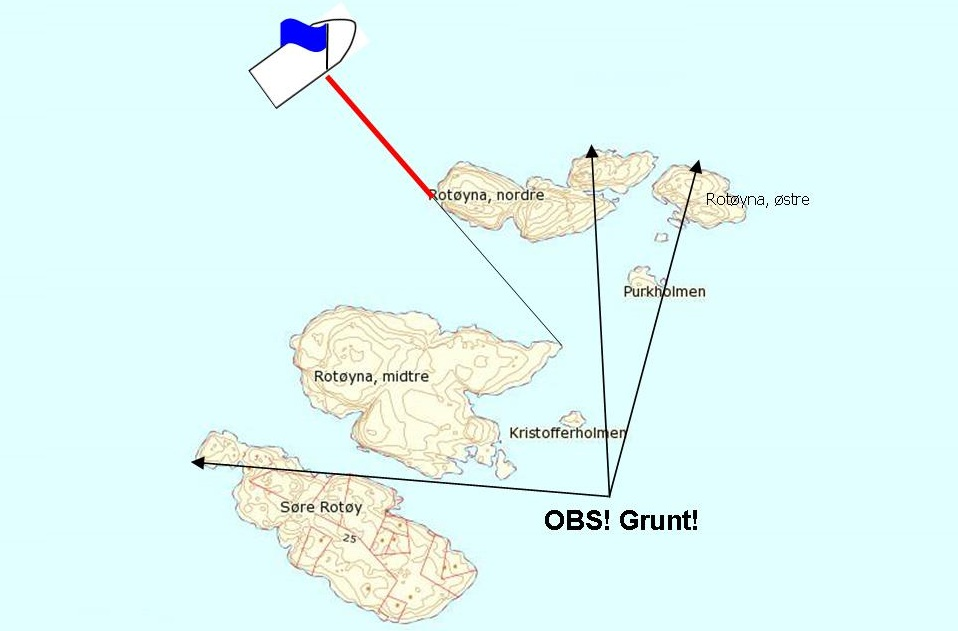 Rotøyna, nordre
Rotøyna, østre
Purkholmen
Rotøyna, midtre
Kristofferholmen
Søre Rotøy
OBS! Grunt!
25